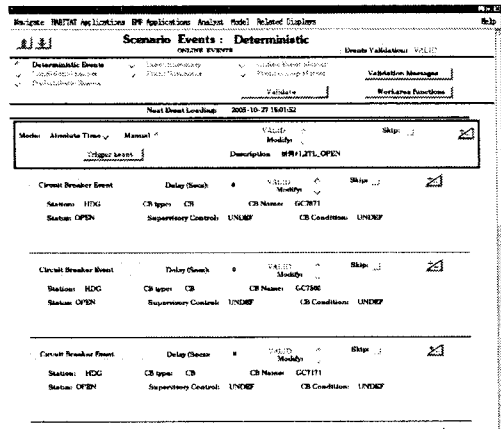 Navigate HABITAT Applications EMP Applications Analyst Model Related Displays Help
Scenario Events : Deterministic
ONLINE EVENTS
Events Validation: VALID
Deterministic Events
Validation Messages
Validate
Workarea Functions
Next Event Loading: 2005-10-27 15:01:52
Mode: Absolute Time Manual VALID Skip:
Modify:
Trigger Event Description #1,2TL_OPEN
Circuit Breaker Event Delay (Secs): VALID Skip:
Modify:
Station: HDG CB type: CB CB Name: GC7871
Status: OPEN Supervisory Control: UNDEF CB Condition: UNDEF
Circuit Breaker Event Delay (Secs): VALID Skip:
Modify:
Station: HDG CB type: CB CB Name:
Status: OPEN Supervisory Control: UNDEF CB Condition: UNDEF
Circuit Breaker Event Delay (Secs): VALID Skip:
Modify:
Station: HDG CB type: CB CB Name: GC7171
Status: OPEN Supervisory Control: UNDEF CB Condition: UNDEF